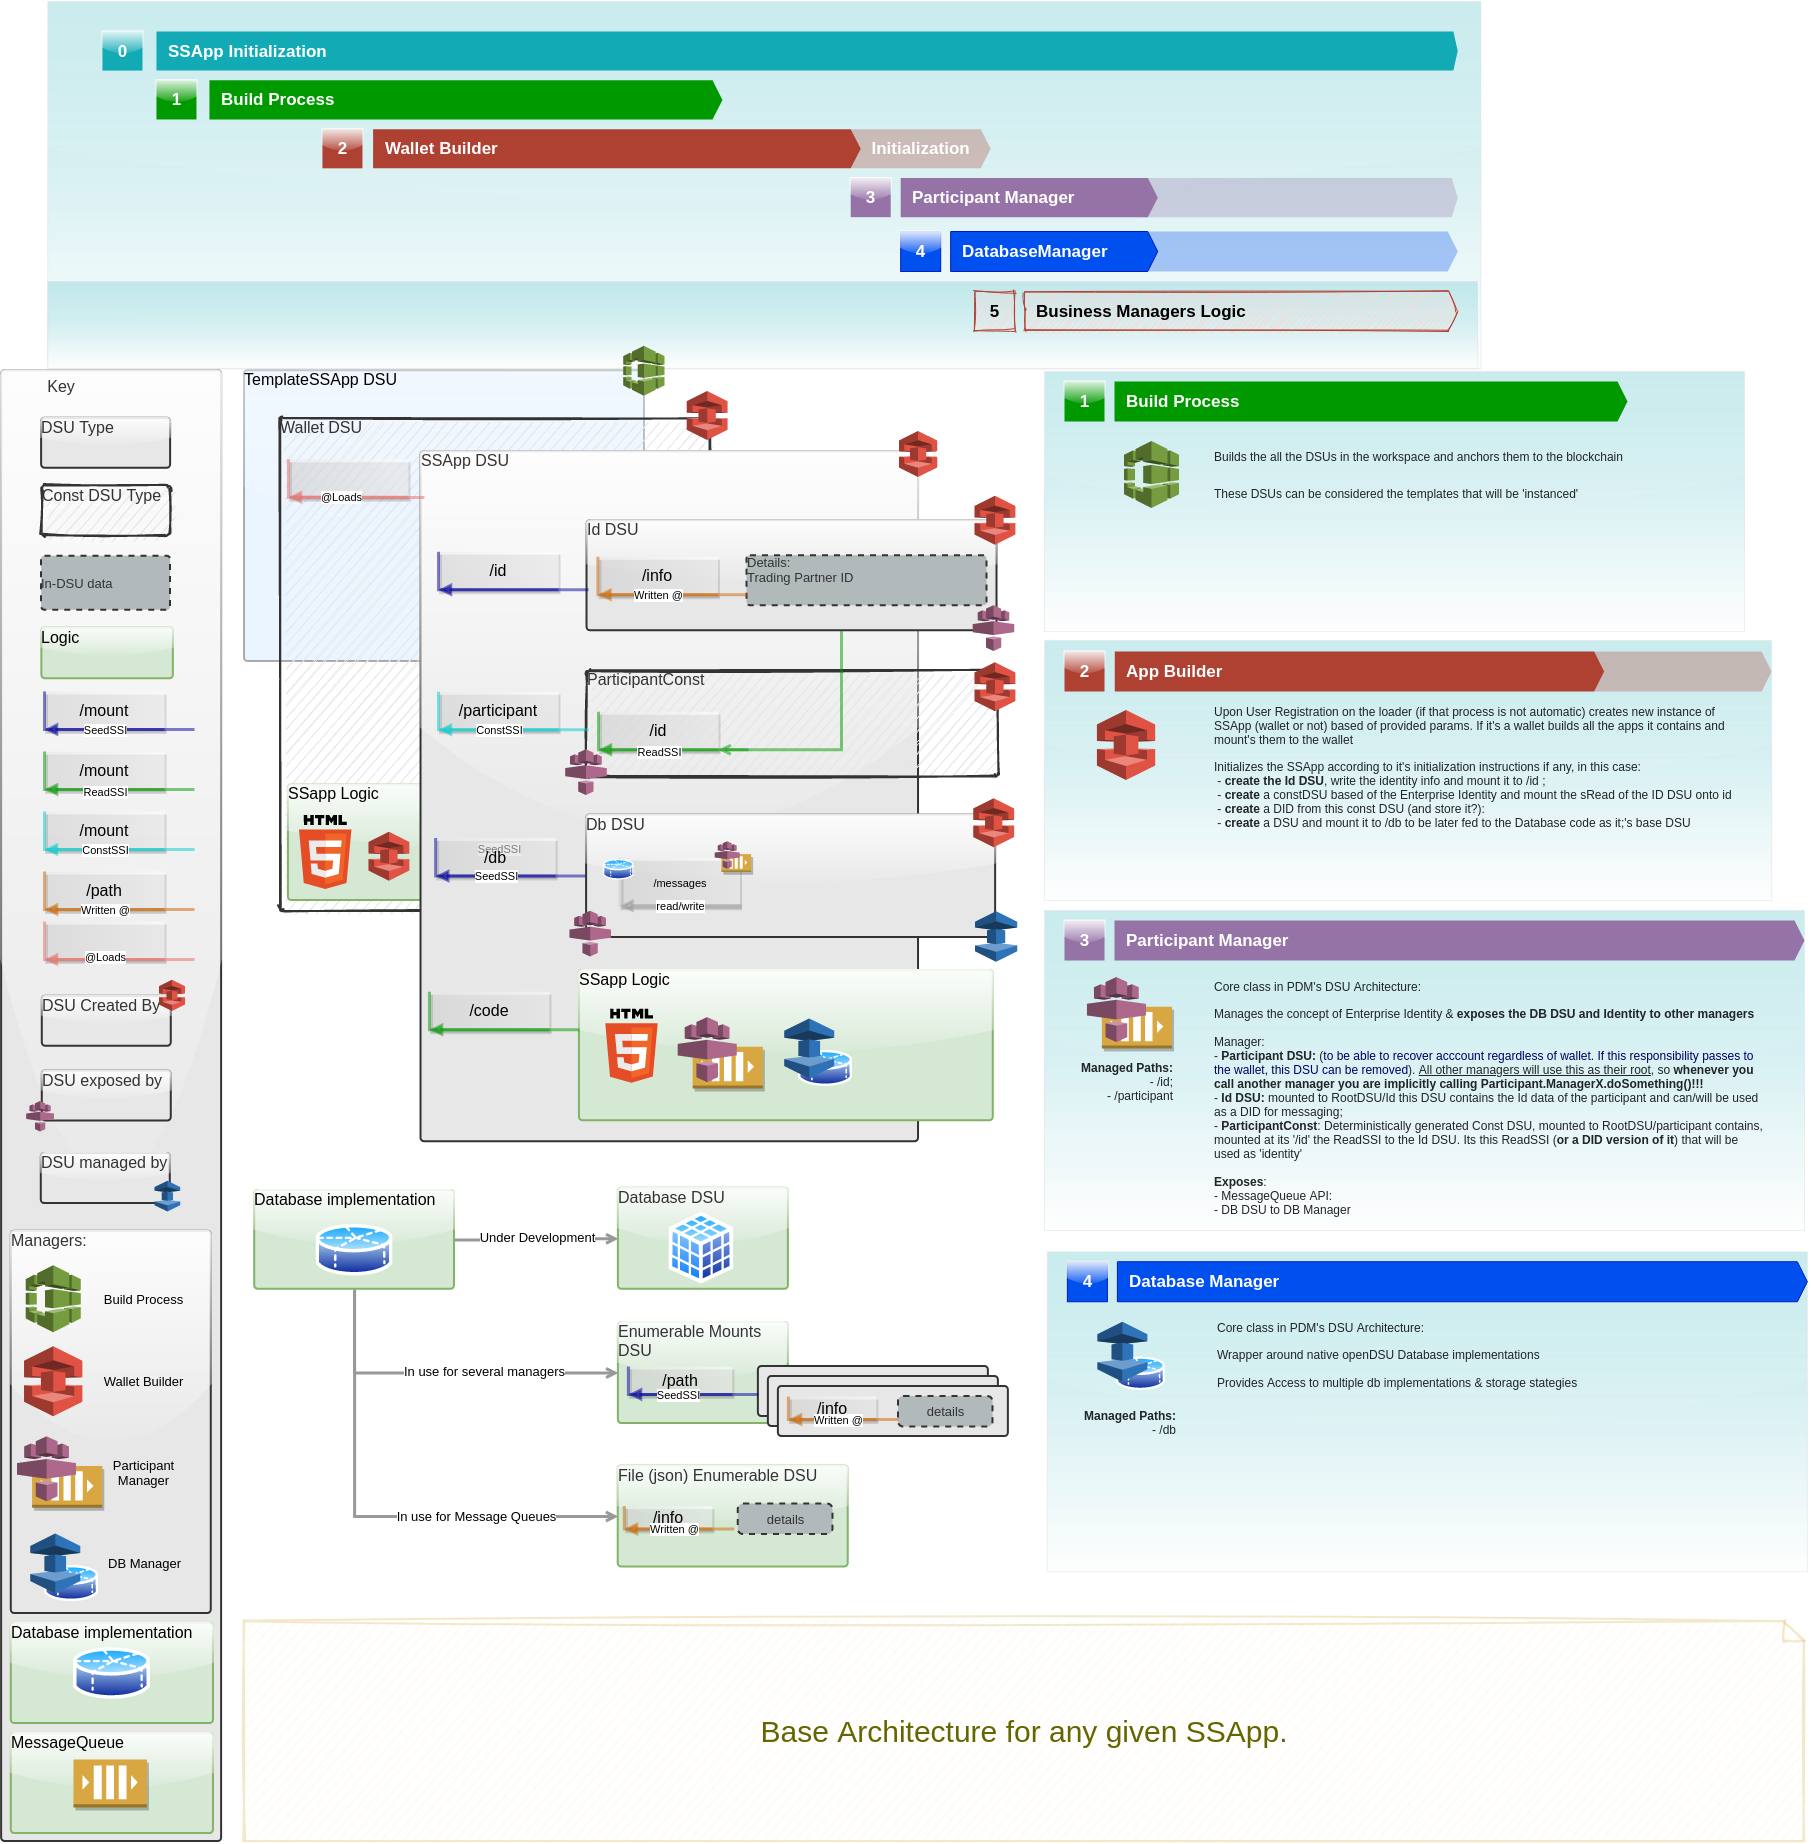 0 SSApp Initialization
1 Build Process
2 Wallet Builder Initialization
3 Participant Manager
4 DatabaseManager
5 Business Managers Logic
Key
DSU Type
Const DSU Type
In-DSU data
Logic
/mount
SeedSSI
/mount
ReadSSI
/mount
ConstSSI
/path
Written @
@Loads
DSU Created By
DSU exposed by
DSU managed by
Managers:
Build Process
Wallet Builder
Participant
Manager
DB Manager
Database implementation
MessageQueue
TemplateSSApp DSU
Wallet DSU
@Loads
SSapp Logic
HTML
5
SSApp DSU
/id
Id DSU
/info
Written @
Details:
Trading Partner ID
/participant
ConstSSI
ParticipantConst
/id
ReadSSI
SeedSSI
/db
SeedSSI
Db DSU
/messages
read/write
/code
SSapp Logic
HTML
5
Database implementation
Under Development
Database DSU
In use for several managers
Enumerable Mounts
DSU
/path
SeedSSI
/info
Written @
details
In use for Message Queues
File (json) Enumerable DSU
/info
Written @
details
1 Build Process
Builds the all the DSUs in the workspace and anchors them to the blockchain
These DSUs can be considered the templates that will be 'instanced'
2 App Builder
Upon User Registration on the loader (if that process is not automatic) creates new instance of
SSApp (wallet or not) based of provided params. If it's a wallet builds all the apps it contains and
mount's them to the wallet
Initializes the SSApp according to it's initialization instructions if any, in this case:
- create the Id DSU, write the identity info and mount it to /id ;
- create a constDSU based of the Enterprise Identity and mount the sRead of the ID DSU onto id
- create a DID from this const DSU (and store it?):
- create a DSU and mount it to /db to be later fed to the Database code as it;'s base DSU
3 Participant Manager
Managed Paths:
- /id;
- /participant
Core class in PDM's DSU Architecture:
Manages the concept of Enterprise Identity & exposes the DB DSU and Identity to other managers
Manager:
- Participant DSU: (to be able to recover acccount regardless of wallet. If this responsibility passes to
the wallet, this DSU can be removed). All other managers will use this as their root, so whenever you
call another manager you are implicitly calling Participant.ManagerX.doSomething()!!!
- Id DSU: mounted to RootDSU/Id this DSU contains the Id data of the participant and can/will be used
as a DID for messaging;
- ParticipantConst: Deterministically generated Const DSU, mounted to RootDSU/participant contains,
mounted at its '/id' the ReadSSI to the Id DSU. Its this ReadSSI (or a DID version of it) that will be
used as 'identity'
Exposes:
- MessageQueue API:
- DB DSU to DB Manager
4 Database Manager
Core class in PDM's DSU Architecture:
Wrapper around native openDSU Database implementations
Provides Access to multiple db implementations & storage stategies
Managed Paths:
- /db
Base Architecture for any given SSApp.